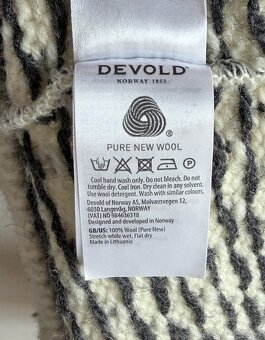 DEVOLD®
NORWAY 1853
®
PURE NEW WOOL
Cool hand wash only. Do not bleach. Do not
tumble dry. Cool iron. Dry clean in any solvent.
Use wool detergent. Wash with similar colours.
Devold of Norway AS, Molværsvegen 12,
6030 Langevåg, NORWAY
(VAT) NO 984636318
Designed and developed in Norway
GB/US: 100% Wool (Pure New)
Stretch while wet, Flat dry
Made in Lithuania